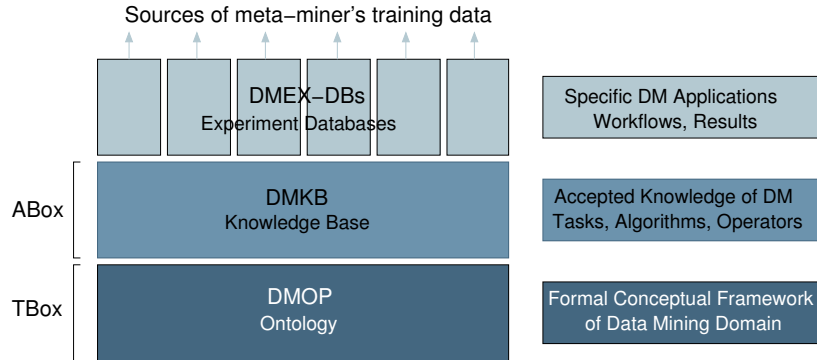 Sources of meta−miner's training data
DMEX−DBs
Experiment Databases
Specific DM Applications
Workflows, Results
ABox
DMKB
Knowledge Base
Accepted Knowledge of DM
Tasks, Algorithms, Operators
TBox
DMOP
Ontology
Formal Conceptual Framework
of Data Mining Domain